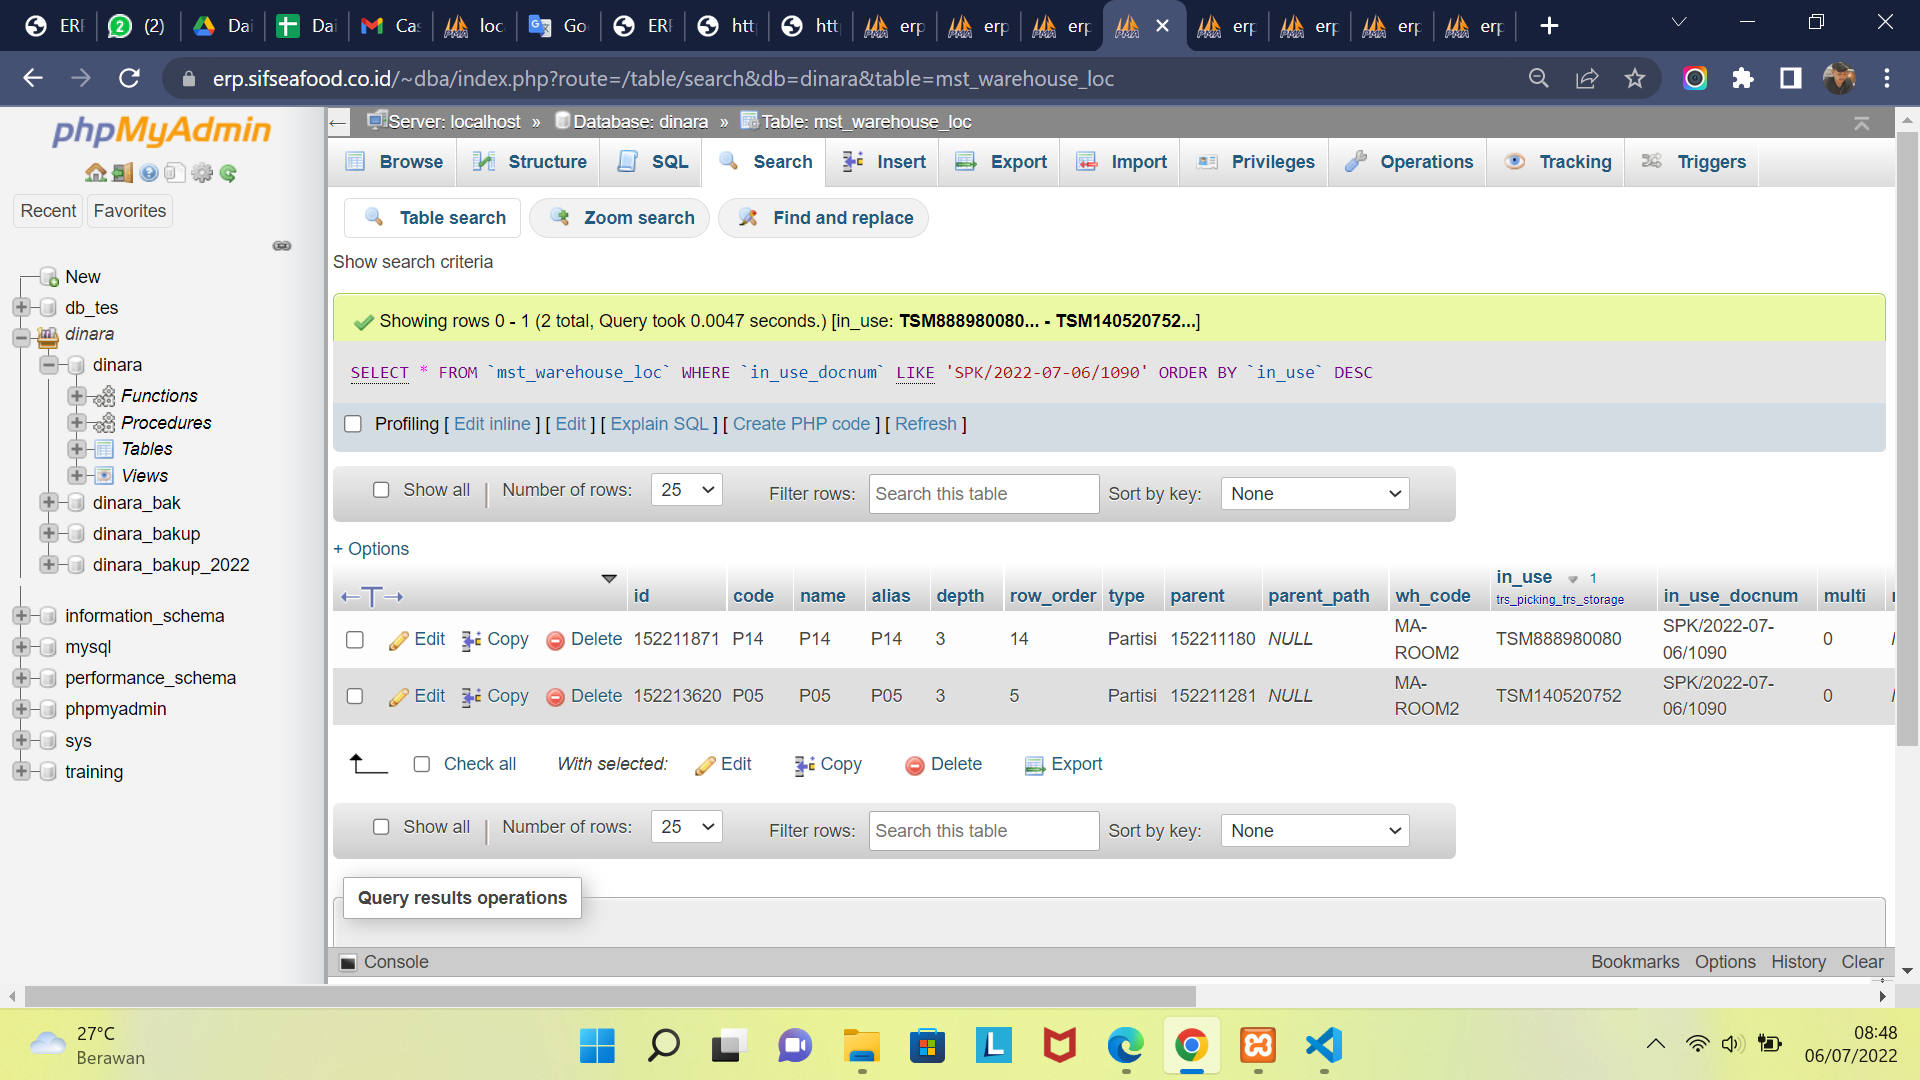 ERP
(2)
Dai
Dai
Cas
loc
Goo
ERP
http
http
erp
erp
erp
erp
erp
erp
erp
erp.sifseafood.co.id/~dba/index.php?route=/table/search&db=dinara&table=mst_warehouse_loc
phpMyAdmin
Recent Favorites
New
db_tes
dinara
dinara
Functions
Procedures
Tables
Views
dinara_bak
dinara_bakup
dinara_bakup_2022
information_schema
mysql
performance_schema
phpmyadmin
sys
training
Server: localhost » Database: dinara » Table: mst_warehouse_loc
Browse Structure SQL Search Insert Export Import Privileges Operations Tracking Triggers
Table search Zoom search Find and replace
Show search criteria
Showing rows 0 - 1 (2 total, Query took 0.0047 seconds.) [in_use: TSM888980080... - TSM140520752...]
SELECT * FROM `mst_warehouse_loc` WHERE `in_use_docnum` LIKE 'SPK/2022-07-06/1090' ORDER BY `in_use` DESC
Profiling [ Edit inline ] [ Edit ] [ Explain SQL ] [ Create PHP code ] [ Refresh ]
Show all | Number of rows: 25 Filter rows: Search this table Sort by key: None
+ Options
←T→ id code name alias depth row_order type parent parent_path wh_code in_use 1 trs_picking_trs_storage in_use_docnum multi
Edit Copy Delete 152211871 P14 P14 P14 3 14 Partisi 152211180 NULL MA-ROOM2 TSM888980080 SPK/2022-07-06/1090 0
Edit Copy Delete 152213620 P05 P05 P05 3 5 Partisi 152211281 NULL MA-ROOM2 TSM140520752 SPK/2022-07-06/1090 0
Check all With selected: Edit Copy Delete Export
Show all | Number of rows: 25 Filter rows: Search this table Sort by key: None
Query results operations
Console Bookmarks Options History Clear
27°C
Berawan
08:48
06/07/2022